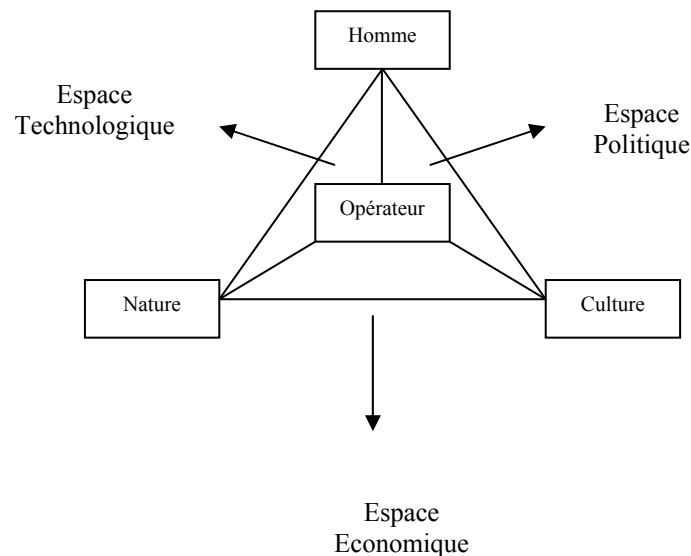 Homme
Espace
Technologique
Espace
Politique
Opérateur
Nature
Culture
Espace
Economique